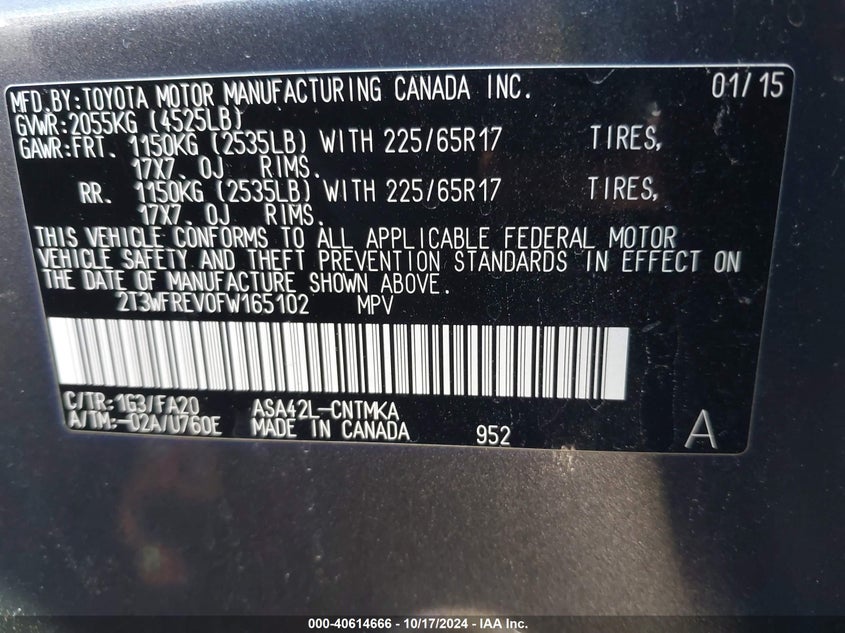 MFD.BY:TOYOTA MOTOR MANUFACTURING CANADA INC. 01/15
GVWR:2055KG (4525LB)
GAWR:FRT. 1150KG (2535LB) WITH 225/65R17 TIRES,
17X7.0J RIMS.
RR. 1150KG (2535LB) WITH 225/65R17 TIRES,
17X7.0J RIMS.
THIS VEHICLE CONFORMS TO ALL APPLICABLE FEDERAL MOTOR
VEHICLE SAFETY AND THEFT PREVENTION STANDARDS IN EFFECT ON
THE DATE OF MANUFACTURE SHOWN ABOVE.
2T3WFREV0FW165102 MPV
C/TR:1G3/FA20 ASA42L-CNTMKA
A/TM:-02A/U760E MADE IN CANADA 952 A
000-40614666 - 10/17/2024 - IAA Inc.